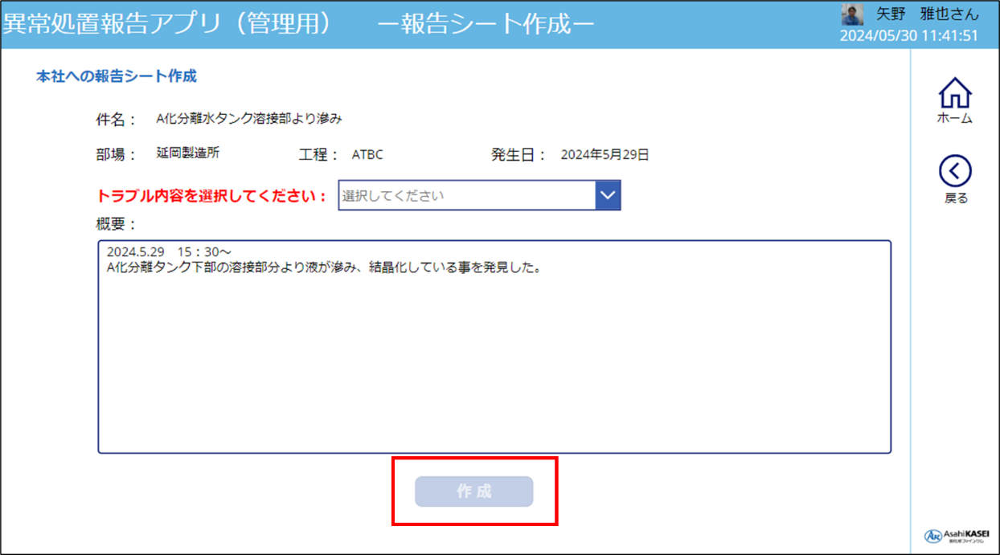 異常処置報告アプリ（管理用）　ー報告シート作成ー
矢野　雅也さん
2024/05/30 11:41:51
本社への報告シート作成
件名： A化分離水タンク溶接部より滲み
部場： 延岡製造所 工程： ATBC 発生日： 2024年5月29日
トラブル内容を選択してください： 選択してください
概要：
2024.5.29　15：30～
A化分離タンク下部の溶接部分より液が滲み、結晶化している事を発見した。
作成
ホーム
戻る
AsahiKASEI